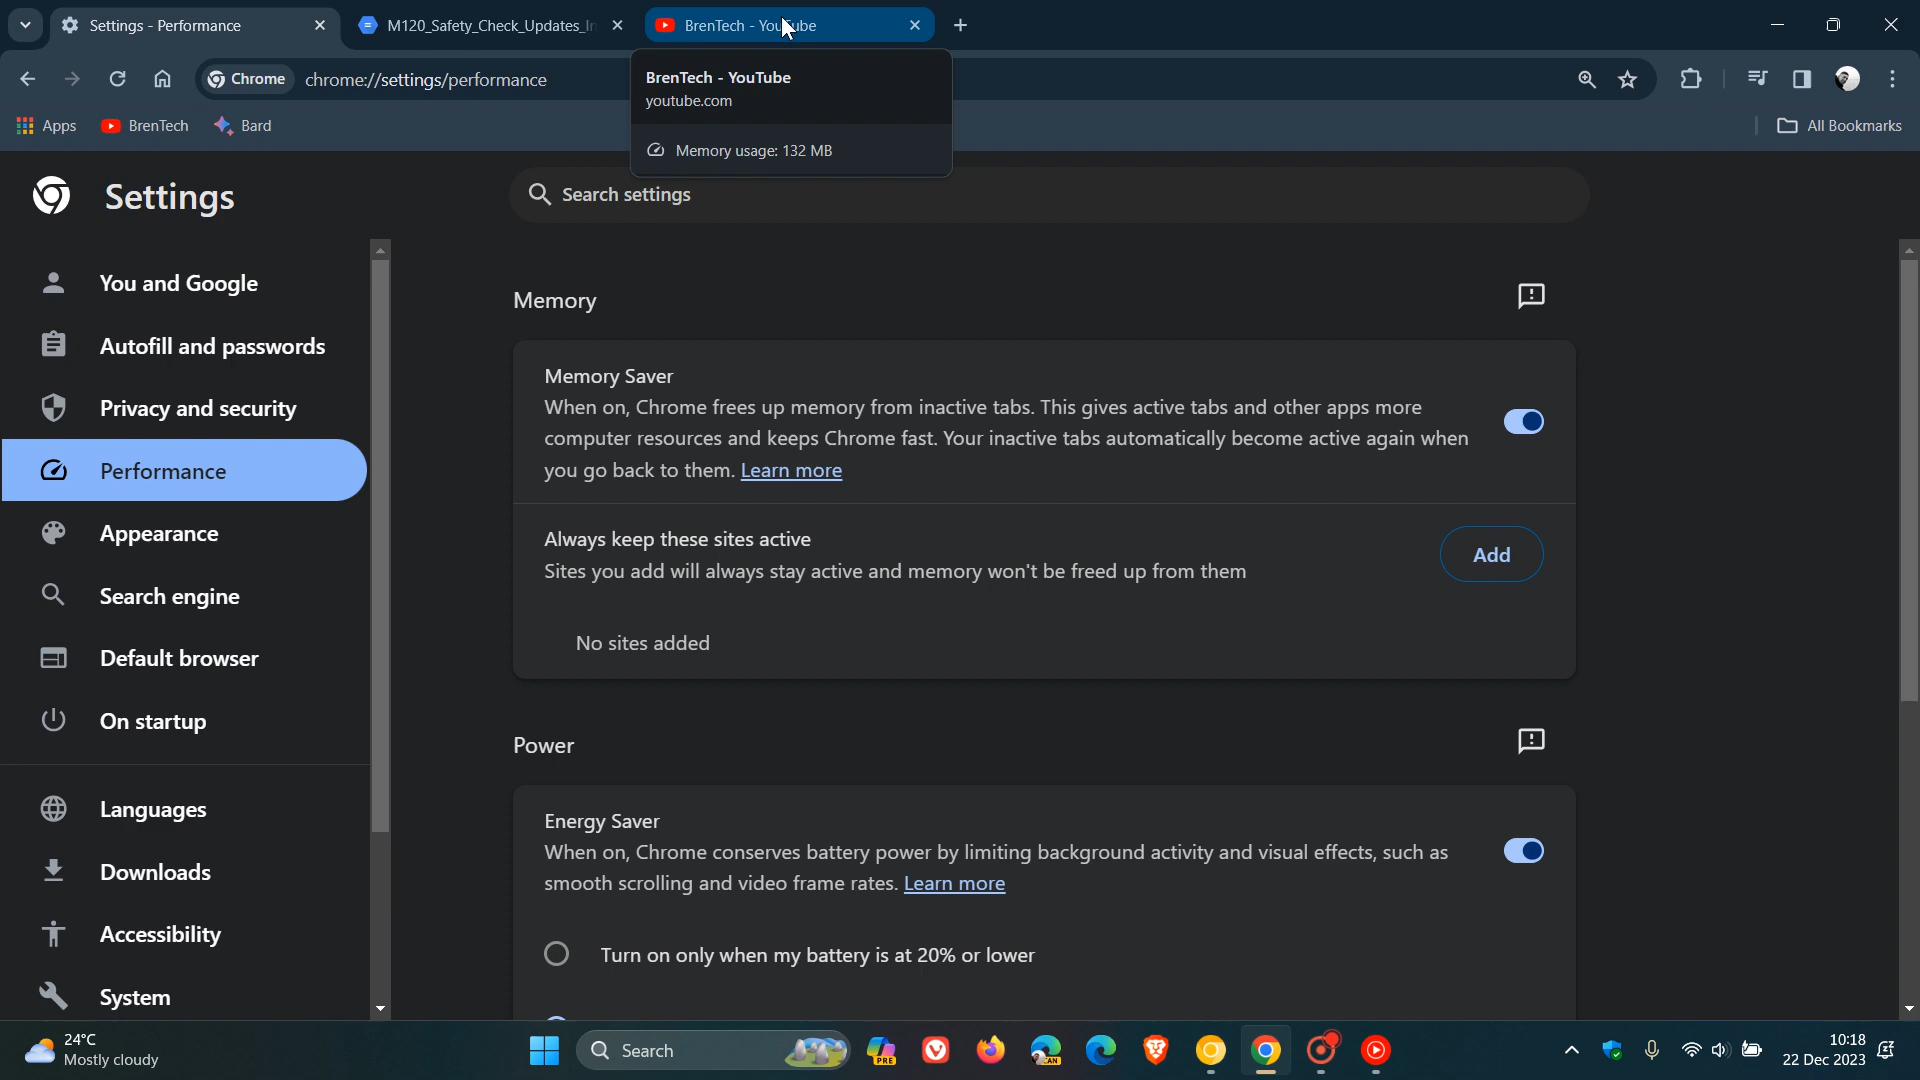 Settings - Performance
M120_Safety_Check_Updates_
BrenTech - YouTube
Chrome
chrome://settings/performance
BrenTech - YouTube
youtube.com
Memory usage: 132 MB
Apps
BrenTech
Bard
All Bookmarks
Settings
Search settings
You and Google
Autofill and passwords
Privacy and security
Performance
Appearance
Search engine
Default browser
On startup
Languages
Downloads
Accessibility
System
Memory
Memory Saver
When on, Chrome frees up memory from inactive tabs. This gives active tabs and other apps more
computer resources and keeps Chrome fast. Your inactive tabs automatically become active again when
you go back to them. Learn more
Always keep these sites active
Sites you add will always stay active and memory won't be freed up from them
Add
No sites added
Power
Energy Saver
When on, Chrome conserves battery power by limiting background activity and visual effects, such as
smooth scrolling and video frame rates. Learn more
Turn on only when my battery is at 20% or lower
24°C
Mostly cloudy
Search
PRE
CAN
10:18
22 Dec 2023